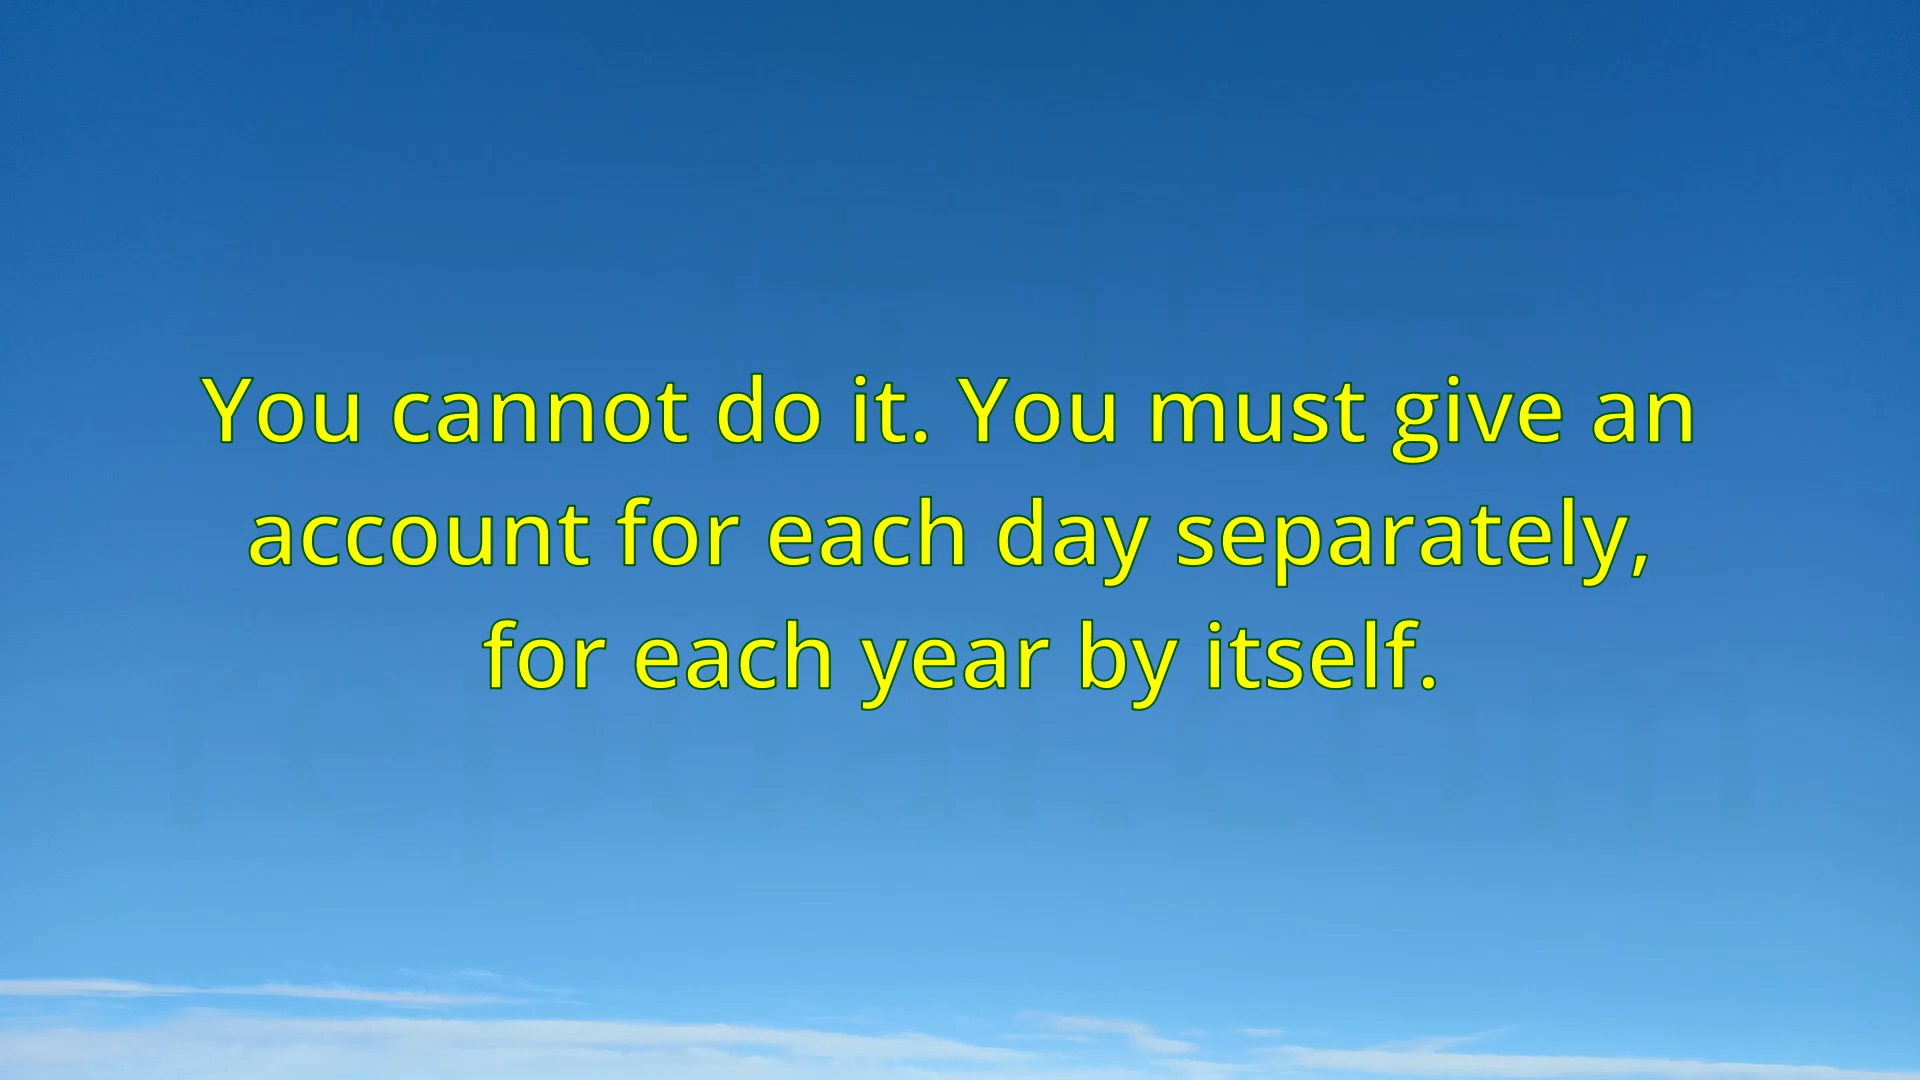 You cannot do it. You must give an
account for each day separately,
for each year by itself.